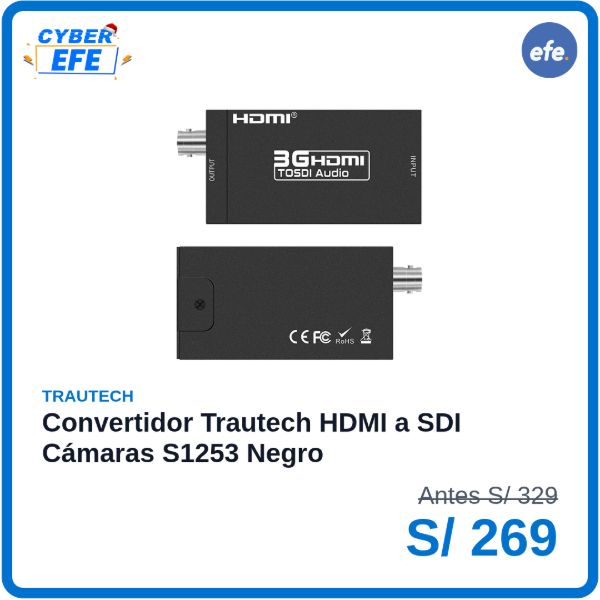 CYBER
EFE
efe.
HDMI®
3G HDMI
TOSDI Audio
OUTPUT
INPUT
CE FC RoHS
TRAUTECH
Convertidor Trautech HDMI a SDI
Cámaras S1253 Negro
Antes S/ 329
S/ 269